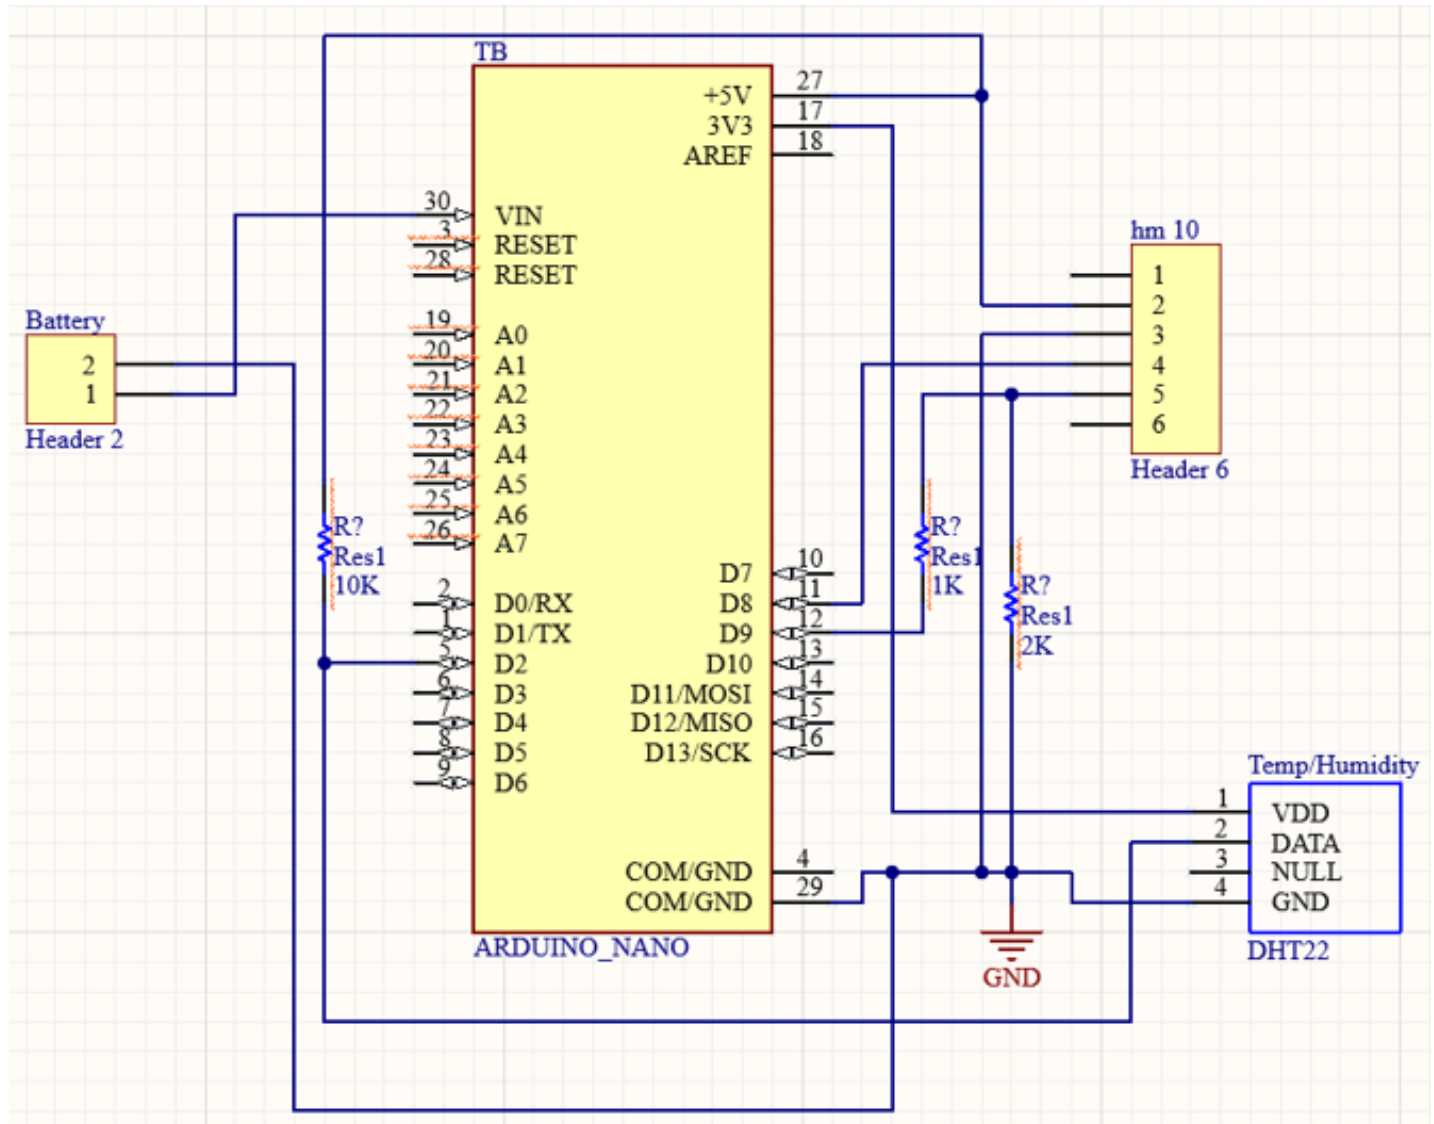 TB
+5V 27
3V3 17
AREF 18
30 VIN
3 RESET
28 RESET
19 A0
20 A1
21 A2
22 A3
23 A4
24 A5
25 A6
26 A7
2 D0/RX
1 D1/TX
5 D2
6 D3
7 D4
8 D5
9 D6
D7 10
D8 11
D9 12
D10 13
D11/MOSI 14
D12/MISO 15
D13/SCK 16
COM/GND 4
COM/GND 29
ARDUINO_NANO
Battery
2
1
Header 2
R?
Res1
10K
hm 10
1
2
3
4
5
6
Header 6
R?
Res1
1K
R?
Res1
2K
GND
Temp/Humidity
1 VDD
2 DATA
3 NULL
4 GND
DHT22